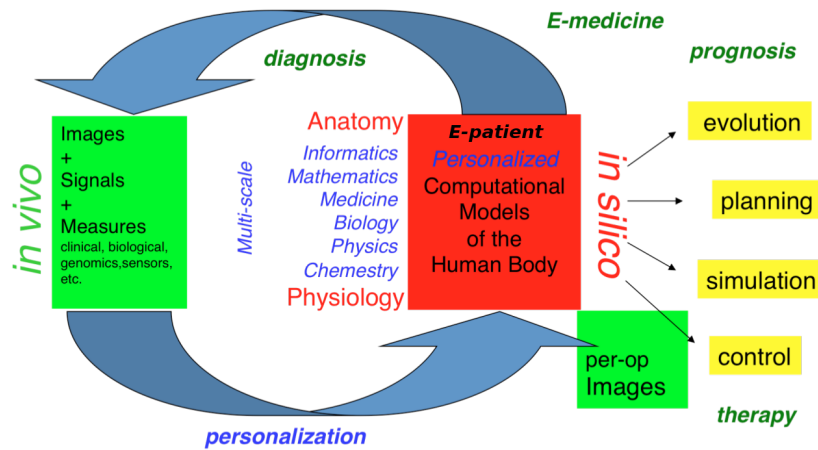 E-medicine
diagnosis
prognosis
in vivo
Images
+
Signals
+
Measures
clinical, biological,
genomics,sensors,
etc.
Multi-scale
Anatomy
Informatics
Mathematics
Medicine
Biology
Physics
Chemestry
Physiology
E-patient
Personalized
Computational
Models
of the
Human Body
in silico
evolution
planning
simulation
control
per-op
Images
therapy
personalization